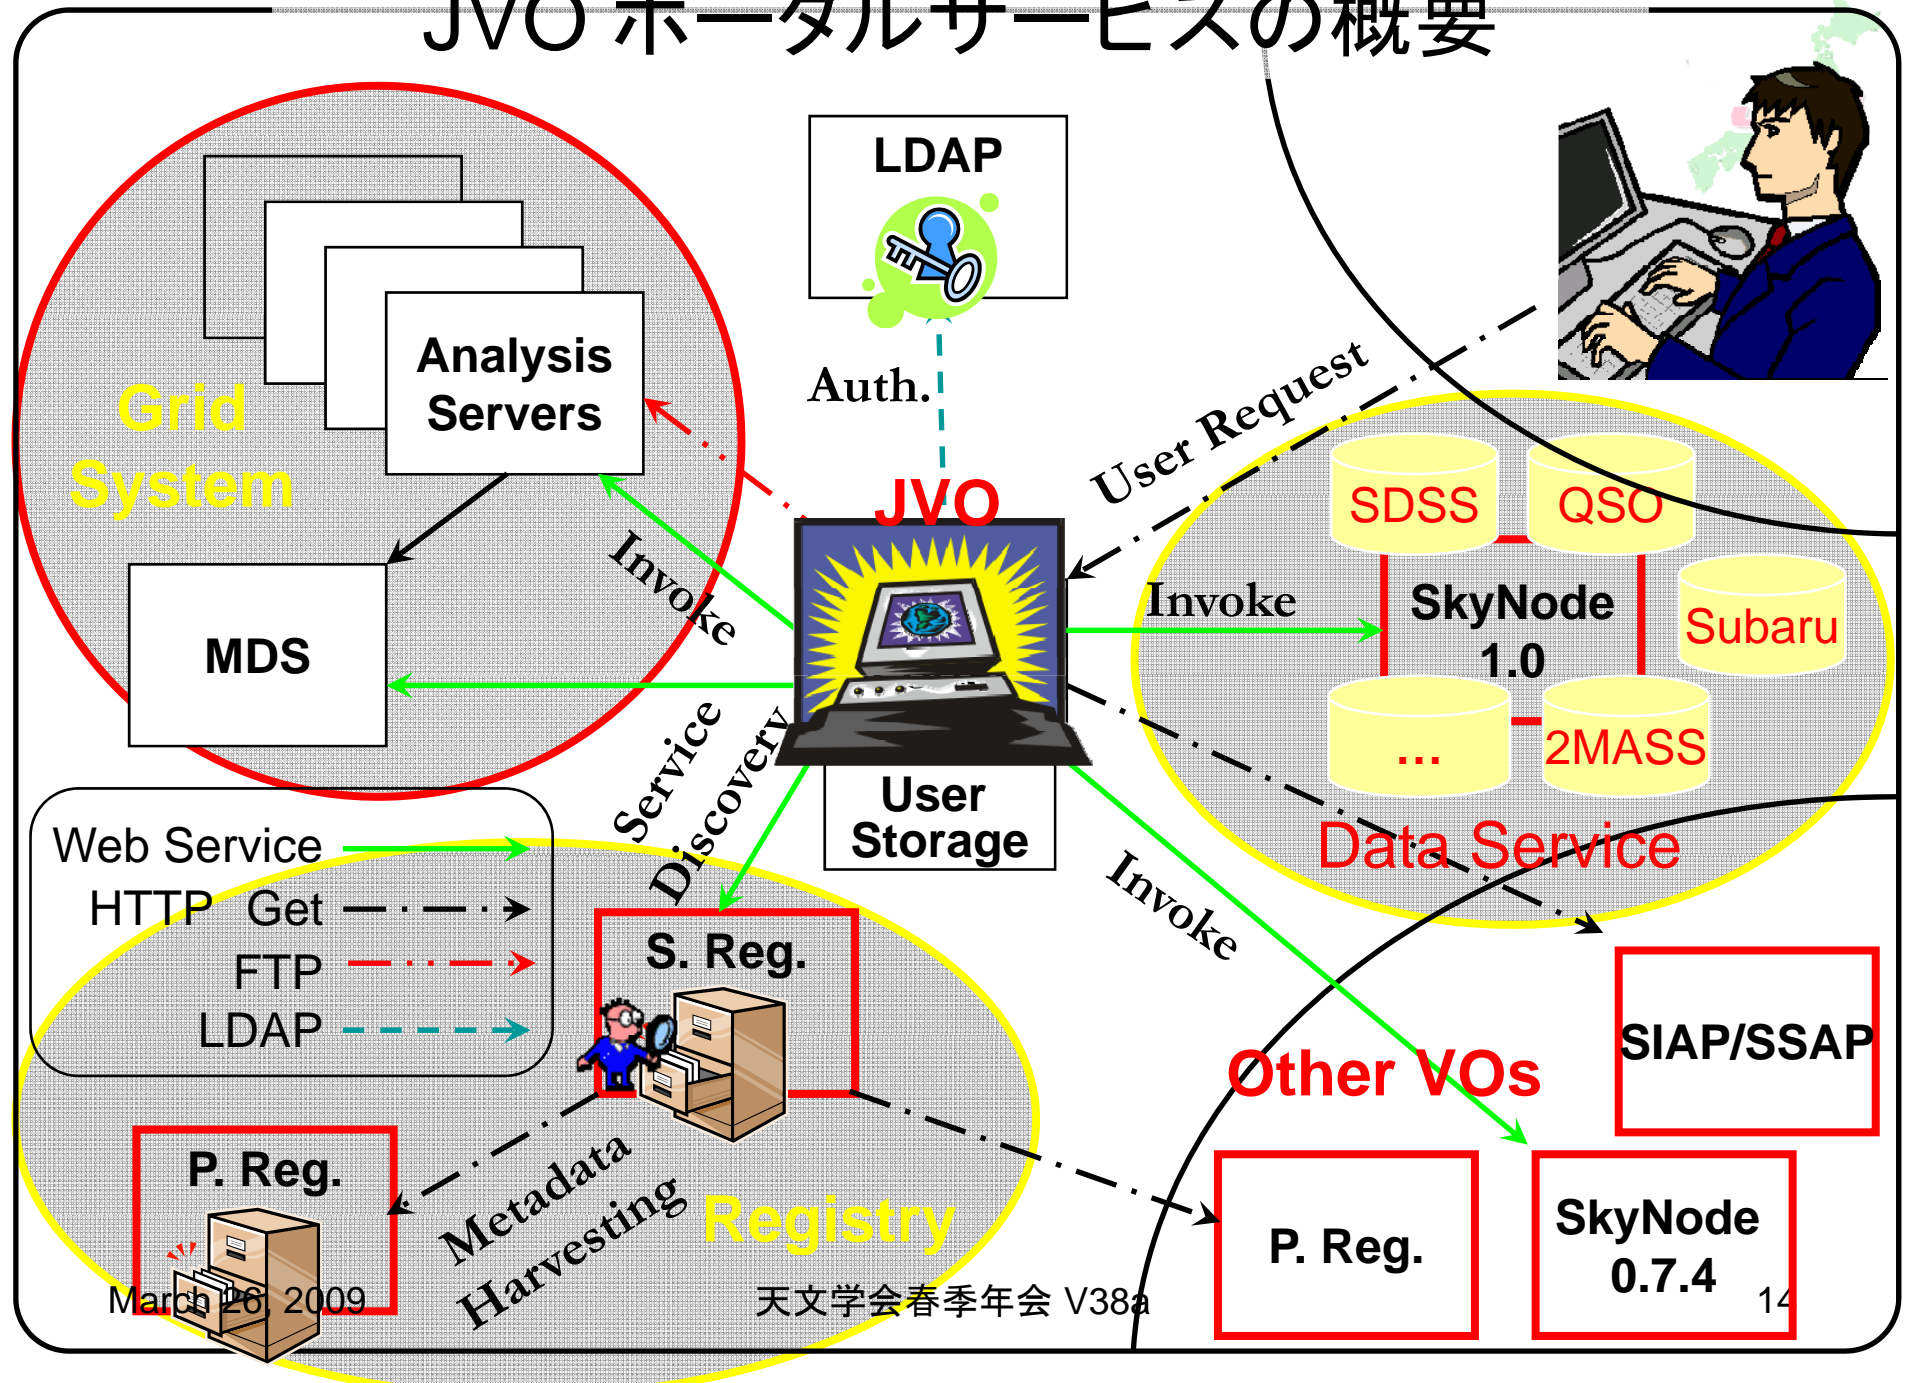 JVO ポータルサービスの概要
LDAP
Analysis
Servers
Grid
System
Auth.
User Request
JVO
SDSS
QSO
SkyNode
1.0
Subaru
Invoke
Invoke
MDS
...
2MASS
Service
Discovery
User
Storage
Data Service
Web Service
HTTP Get
FTP
LDAP
Invoke
S. Reg.
SIAP/SSAP
Other VOs
P. Reg.
Metadata
Harvesting
Registry
P. Reg.
SkyNode
0.7.4
March 26, 2009
天文学会春季年会 V38a
14